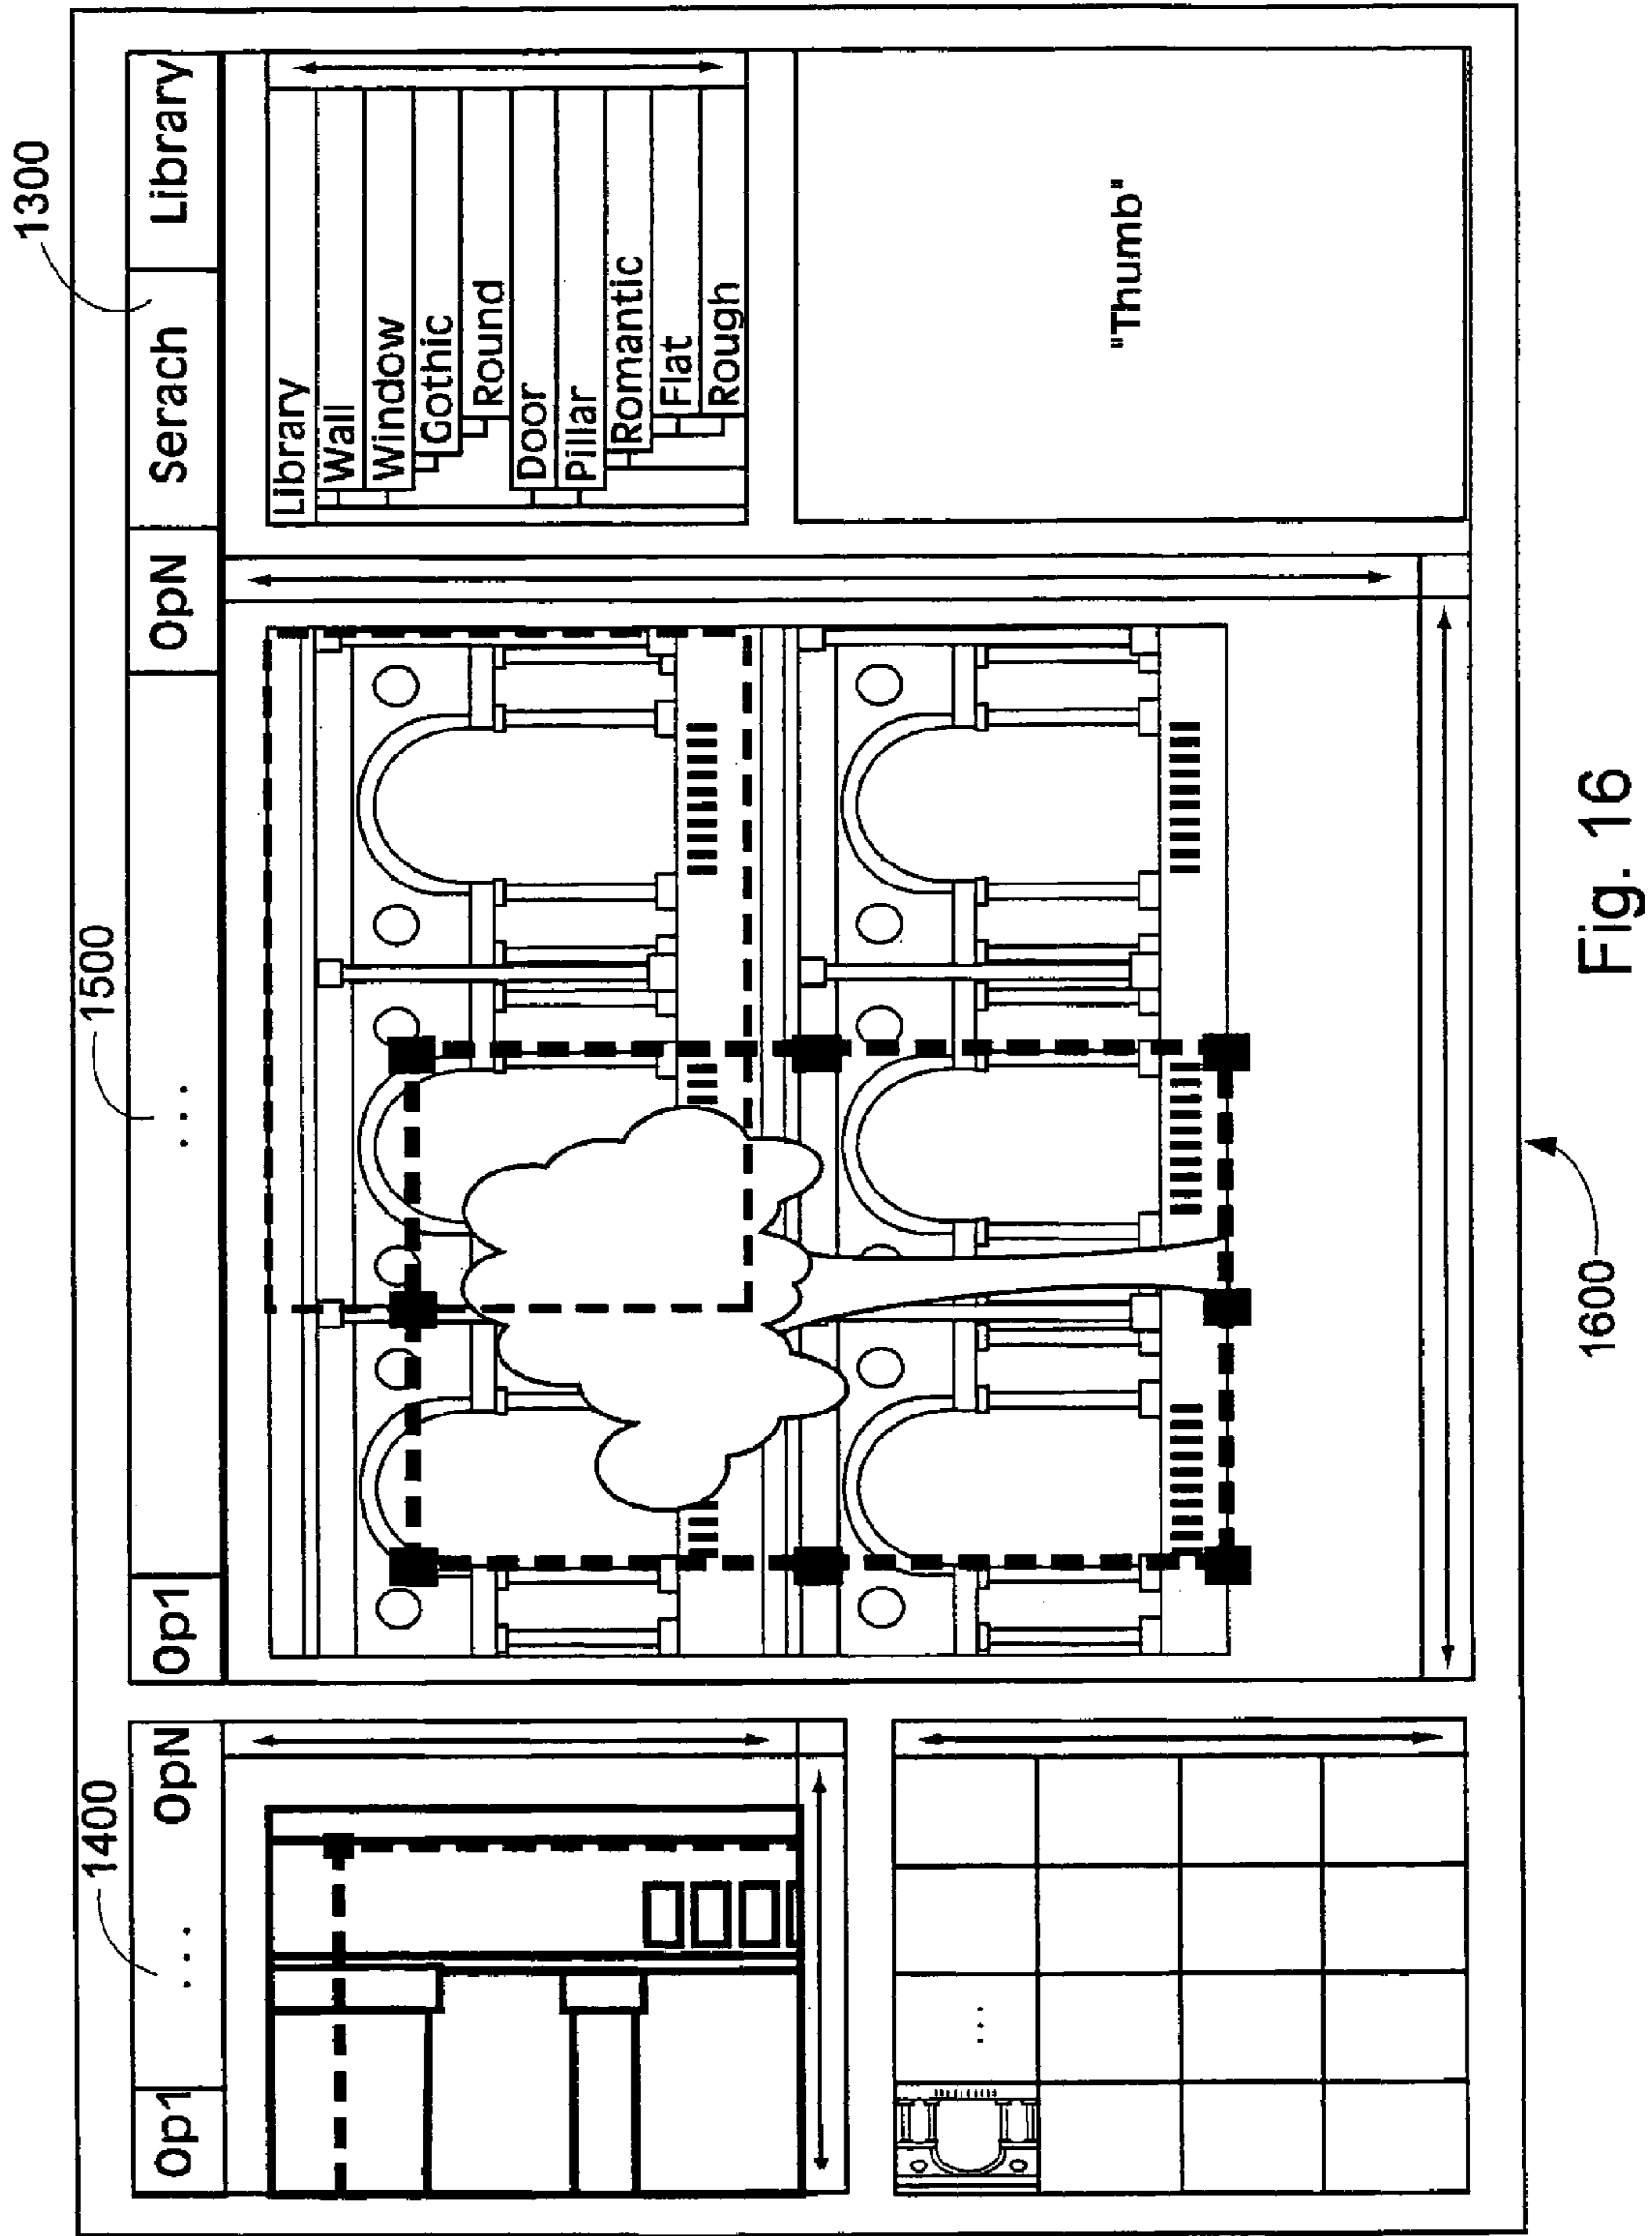 1400
1500
1300
Op1
...
OpN
Op1
...
OpN
Serach
Library
Library
Wall
Window
Gothic
Round
Door
Pillar
Romantic
Flat
Rough
"Thumb"
...
1600
Fig. 16